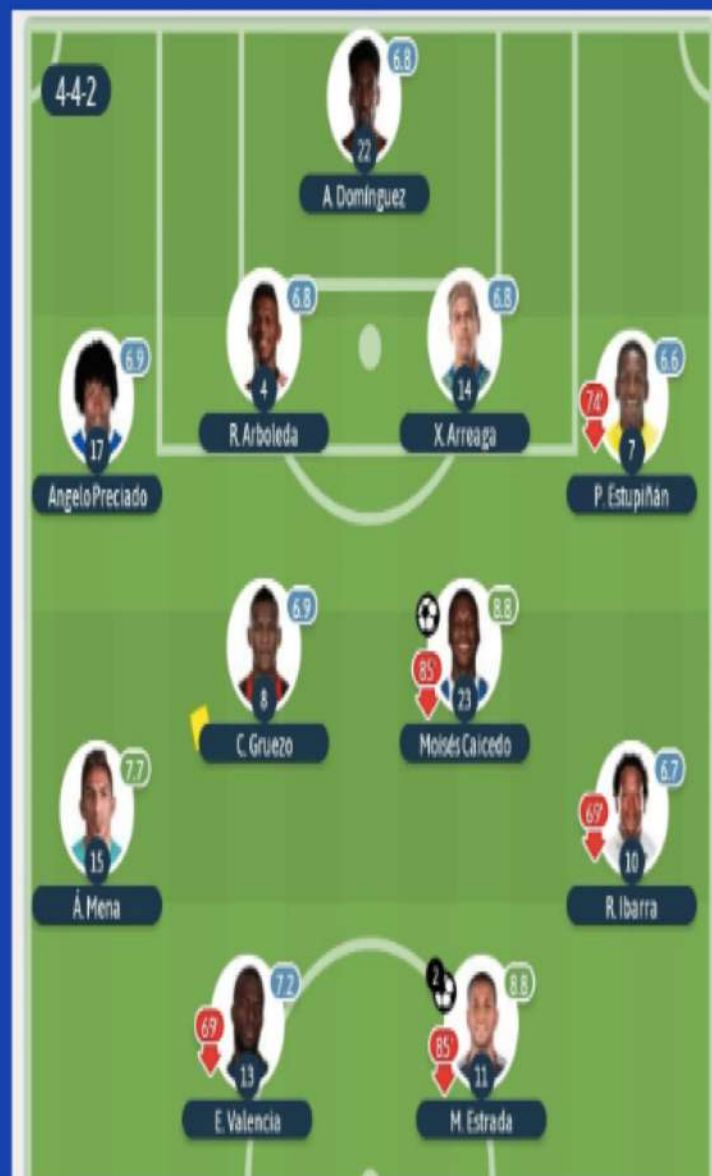 4-4-2
6.8
22
A. Domínguez
6.8
4
R. Arboleda
6.8
14
X. Arreaga
6.9
17
Angelo Preciado
6.6
74'
7
P. Estupiñán
6.9
8
C. Gruezo
8.8
85'
23
Moisés Caicedo
7.7
15
Á. Mena
6.7
69'
10
R. Ibarra
7.2
69'
13
E. Valencia
2
8.8
85'
11
M. Estrada